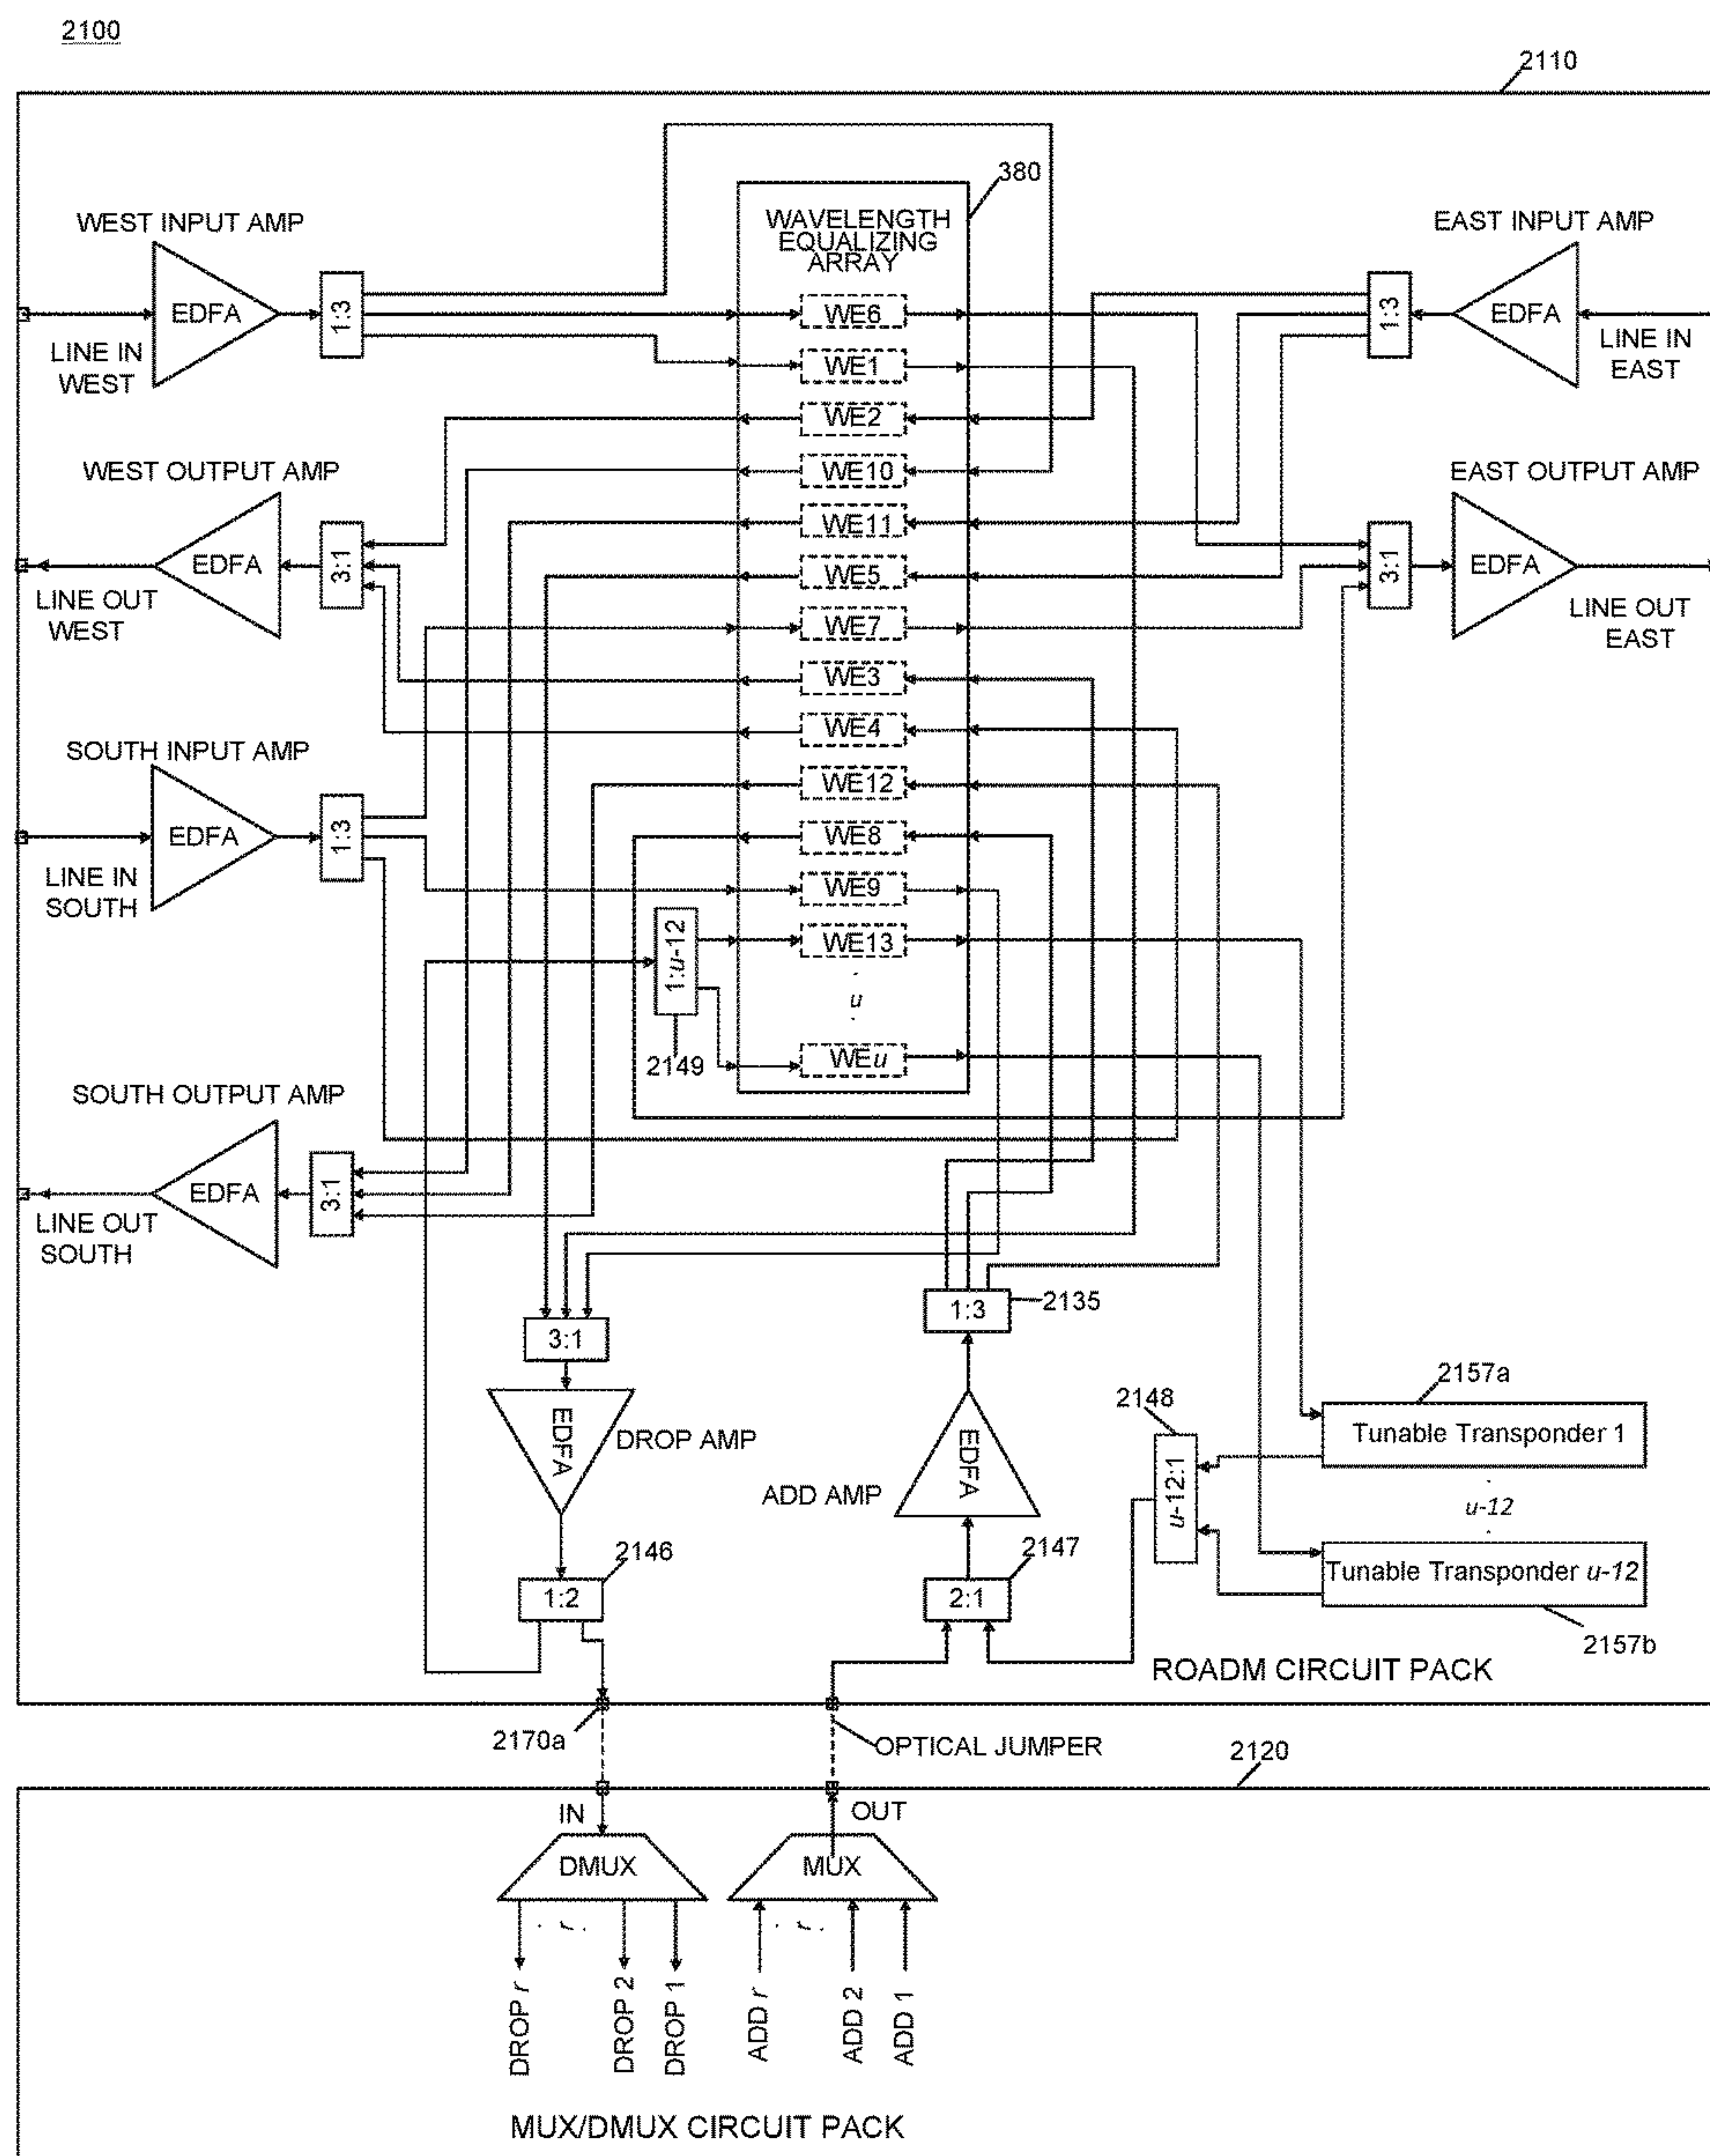 2100
2110
380
WEST INPUT AMP
EDFA
LINE IN
WEST
1:3
WAVELENGTH
EQUALIZING
ARRAY
EAST INPUT AMP
1:3
EDFA
LINE IN
EAST
WE6
WE1
WE2
WE10
WE11
WE5
WE7
WE3
WE4
WE12
WE8
WE9
WE13
. u .
WEu
WEST OUTPUT AMP
EDFA
3:1
LINE OUT
WEST
EAST OUTPUT AMP
3:1
EDFA
LINE OUT
EAST
SOUTH INPUT AMP
EDFA
1:3
LINE IN
SOUTH
1:u-12
2149
SOUTH OUTPUT AMP
EDFA
3:1
LINE OUT
SOUTH
3:1
EDFA
DROP AMP
1:2
2146
1:3
2135
EDFA
ADD AMP
2:1
2147
2148
u-12:1
2157a
Tunable Transponder 1
. u-12 .
Tunable Transponder u-12
2157b
ROADM CIRCUIT PACK
2170a
OPTICAL JUMPER
2120
IN
OUT
DMUX
MUX
. r .
. r .
DROP r
DROP 2
DROP 1
ADD r
ADD 2
ADD 1
MUX/DMUX CIRCUIT PACK